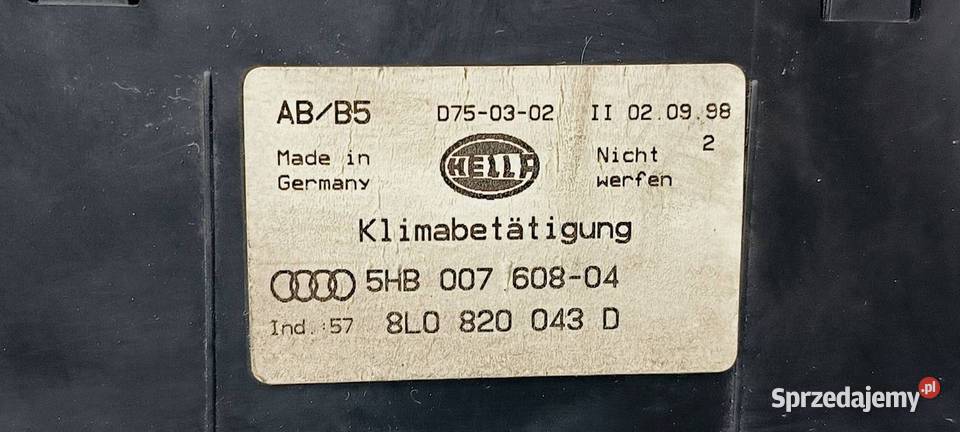 AB/B5 D75-03-02 II 02.09.98
Made in Germany
HELLA
Nicht werfen 2
Klimabetätigung
5HB 007 608-04
Ind.:57 8L0 820 043 D
Sprzedajemy.pl